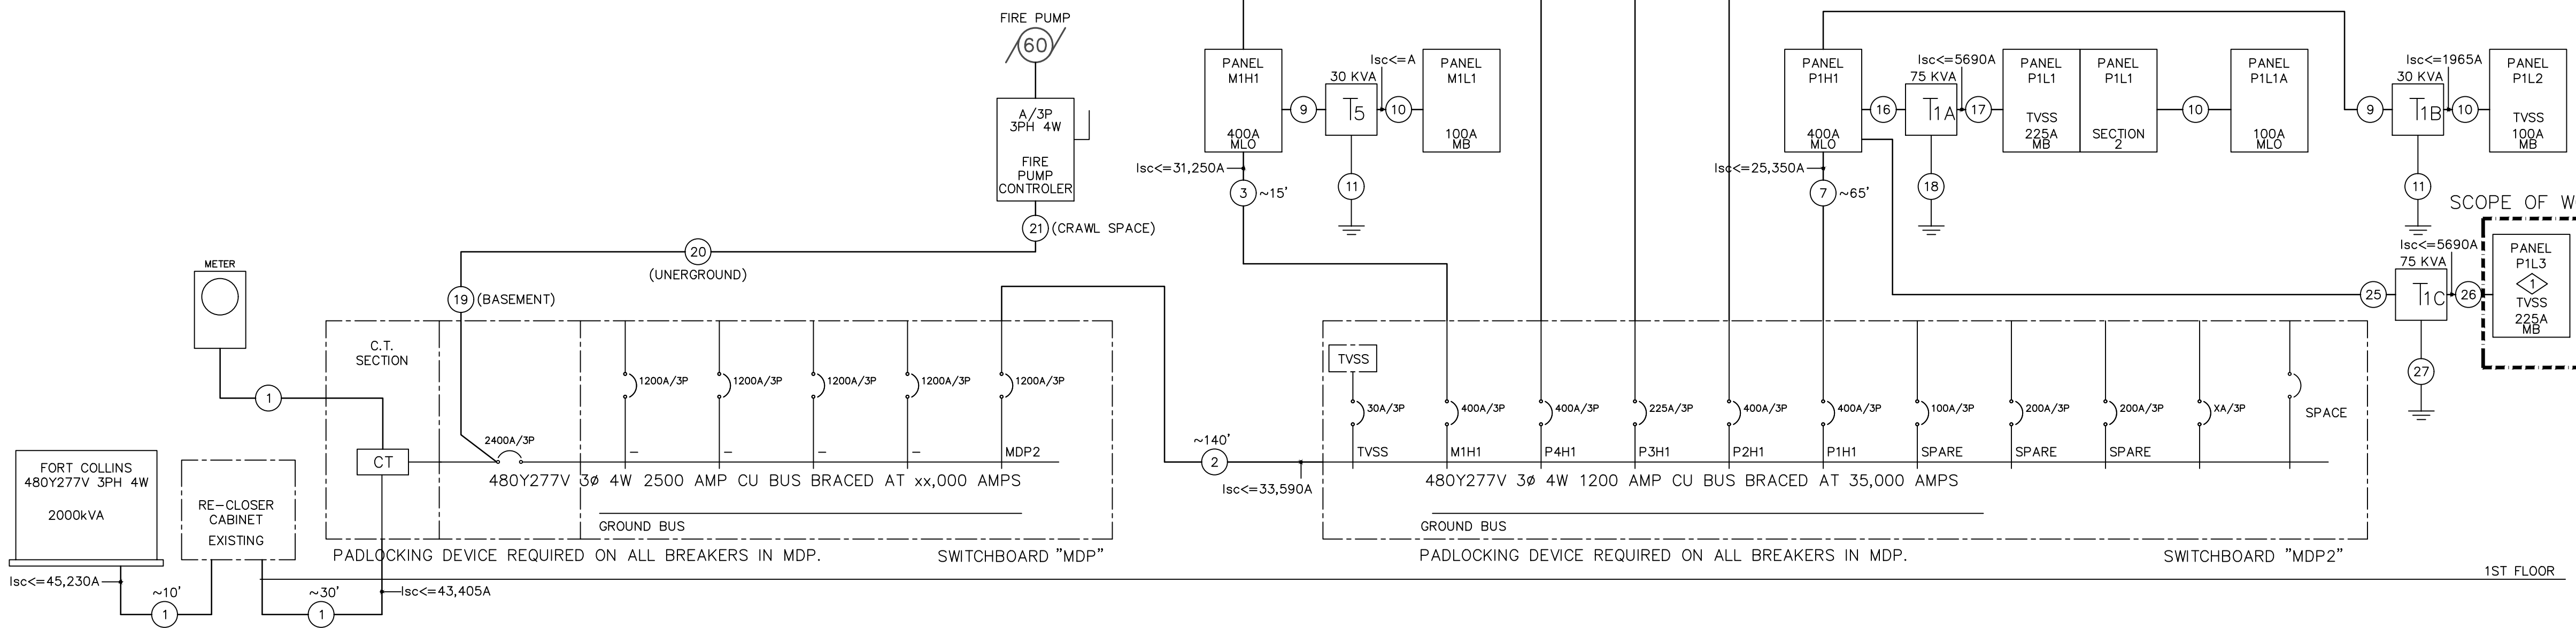 FIRE PUMP
60
A/3P
3PH 4W
FIRE
PUMP
CONTROLER
21 (CRAWL SPACE)
20
(UNERGROUND)
19 (BASEMENT)
METER
1
C.T.
SECTION
CT
2400A/3P
1200A/3P
1200A/3P
1200A/3P
1200A/3P
1200A/3P
–
–
–
–
MDP2
480Y277V 3ø 4W 2500 AMP CU BUS BRACED AT xx,000 AMPS
GROUND BUS
PADLOCKING DEVICE REQUIRED ON ALL BREAKERS IN MDP.
SWITCHBOARD "MDP"
FORT COLLINS
480Y277V 3PH 4W
2000kVA
RE-CLOSER
CABINET
EXISTING
Isc<=45,230A
~10'
1
~30'
1
Isc<=43,405A
PANEL
M1H1
400A
MLO
9
30 KVA
T5
Isc<=A
10
PANEL
M1L1
100A
MB
11
Isc<=31,250A
3 ~15'
PANEL
P1H1
400A
MLO
16
75 KVA
T1A
Isc<=5690A
17
PANEL
P1L1
TVSS
225A
MB
PANEL
P1L1
SECTION
2
10
PANEL
P1L1A
100A
MLO
18
Isc<=25,350A
7 ~65'
9
30 KVA
T1B
Isc<=1965A
10
PANEL
P1L2
TVSS
100A
MB
11
SCOPE OF W
25
75 KVA
T1C
Isc<=5690A
26
PANEL
P1L3
1
TVSS
225A
MB
27
~140'
2
Isc<=33,590A
TVSS
30A/3P
400A/3P
400A/3P
225A/3P
400A/3P
400A/3P
100A/3P
200A/3P
200A/3P
XA/3P
SPACE
TVSS
M1H1
P4H1
P3H1
P2H1
P1H1
SPARE
SPARE
SPARE
480Y277V 3ø 4W 1200 AMP CU BUS BRACED AT 35,000 AMPS
GROUND BUS
PADLOCKING DEVICE REQUIRED ON ALL BREAKERS IN MDP.
SWITCHBOARD "MDP2"
1ST FLOOR